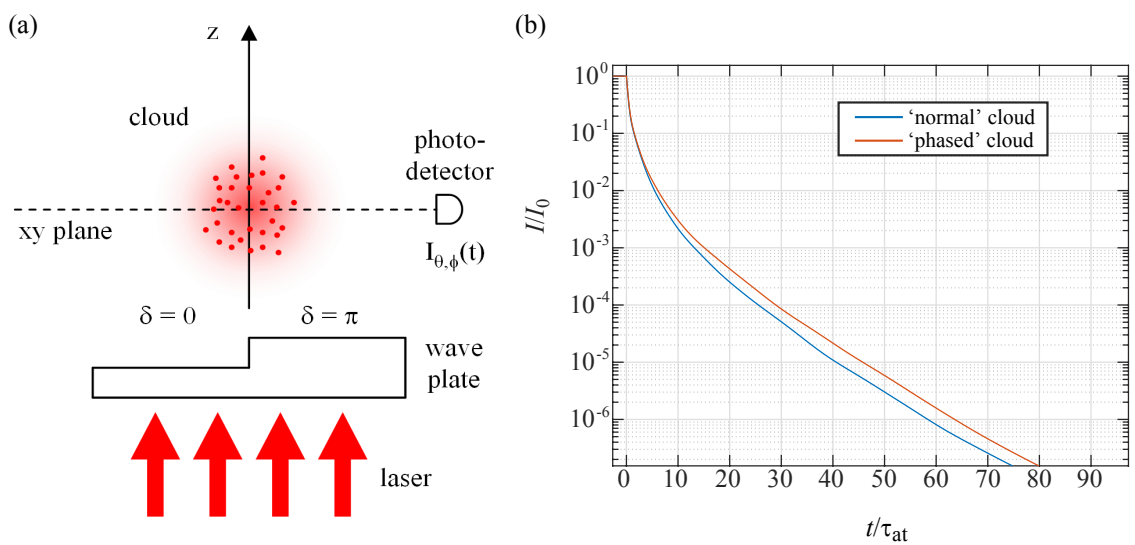 (a)
z
cloud
photo-
detector
xy plane
I_{θ,ϕ}(t)
δ = 0
δ = π
wave
plate
laser
(b)
10^0
10^{-1}
10^{-2}
10^{-3}
10^{-4}
10^{-5}
10^{-6}
I/I_0
'normal' cloud
'phased' cloud
0 10 20 30 40 50 60 70 80 90
t/τ_{at}